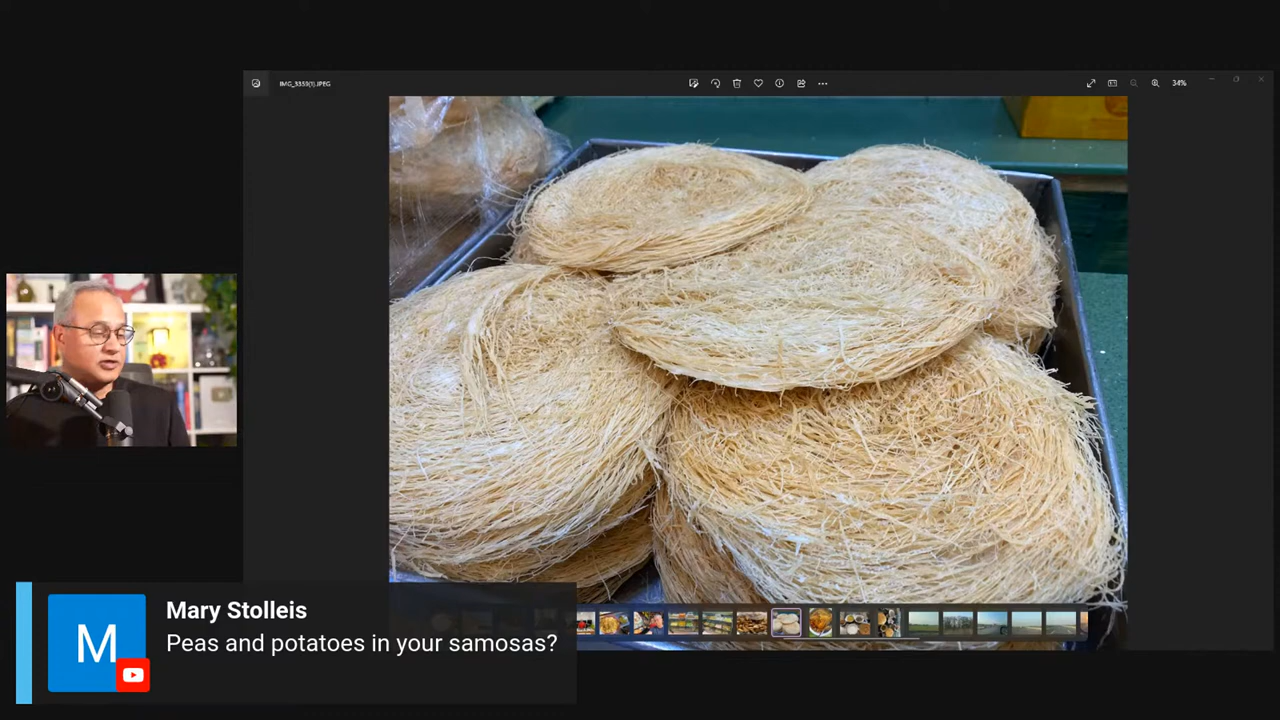 IMG_3359(1).JPEG
34%
M
Mary Stolleis
Peas and potatoes in your samosas?